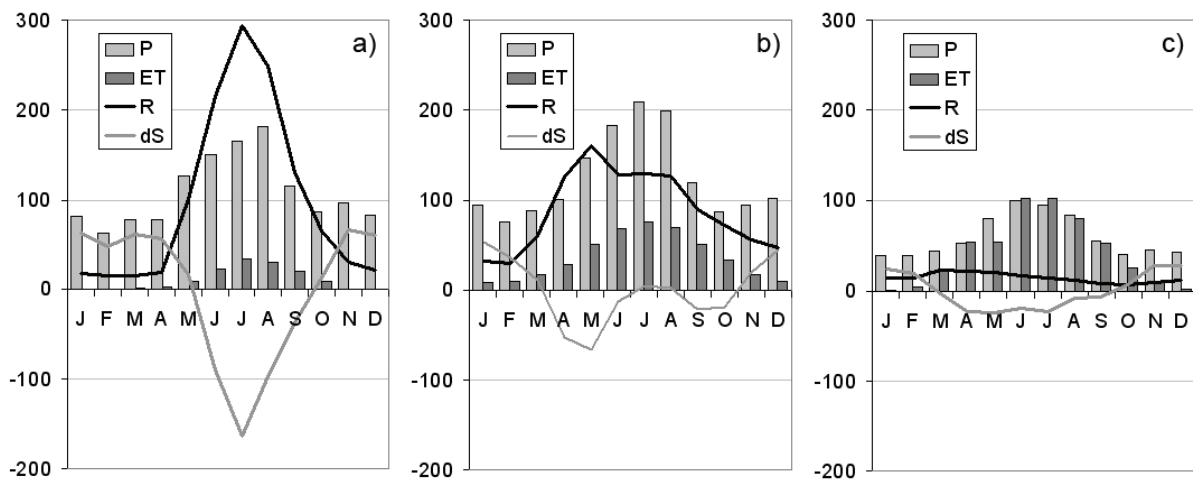 a)
300
200
100
0
-100
-200
P
ET
R
dS
J F M A M J J A S O N D
b)
300
200
100
0
-100
-200
P
ET
R
dS
J F M A M J J A S O N D
c)
300
200
100
0
-100
-200
P
ET
R
dS
J F M A M J J A S O N D